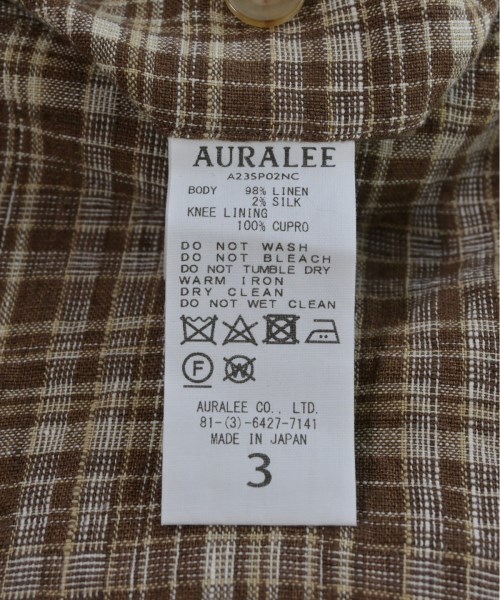 AURALEE
A23SP02NC
BODY 98% LINEN
2% SILK
KNEE LINING
100% CUPRO
DO NOT WASH
DO NOT BLEACH
DO NOT TUMBLE DRY
WARM IRON
DRY CLEAN
DO NOT WET CLEAN
F W
AURALEE CO., LTD.
81-(3)-6427-7141
MADE IN JAPAN
3